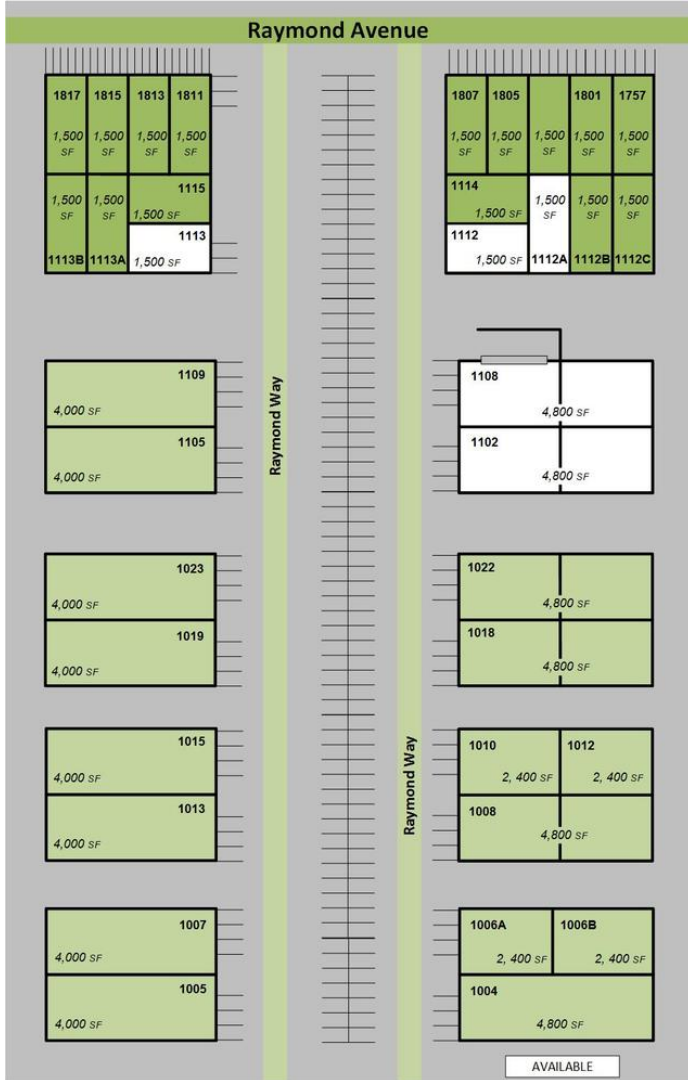 Raymond Avenue
1817 1815 1813 1811
1,500 SF 1,500 SF 1,500 SF 1,500 SF
1115
1,500 SF
1,500 SF 1,500 SF
1113
1,500 SF
1113B 1113A
1807 1805 1801 1757
1,500 SF 1,500 SF 1,500 SF 1,500 SF 1,500 SF
1114
1,500 SF
1,500 SF 1,500 SF 1,500 SF
1112
1,500 SF
1112A 1112B 1112C
Raymond Way
1109
4,000 SF
1105
4,000 SF
1108
4,800 SF
1102
4,800 SF
1023
4,000 SF
1019
4,000 SF
1022
4,800 SF
1018
4,800 SF
Raymond Way
1015
4,000 SF
1013
4,000 SF
1010 1012
2, 400 SF 2, 400 SF
1008
4,800 SF
1007
4,000 SF
1005
4,000 SF
1006A 1006B
2, 400 SF 2, 400 SF
1004
4,800 SF
AVAILABLE